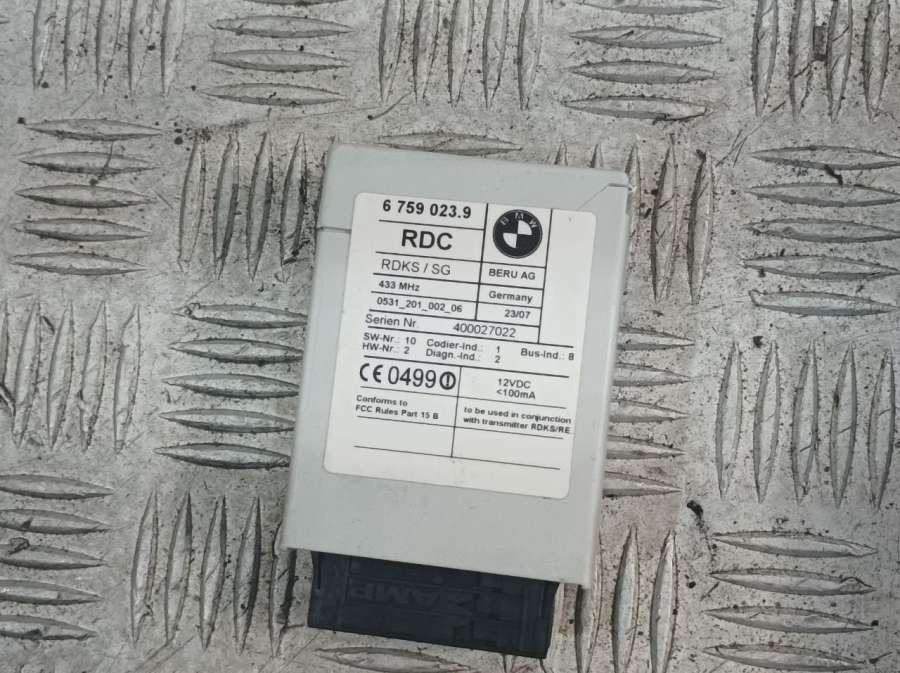 6 759 023.9
BMW
RDC
RDKS / SG
BERU AG
433 MHz
Germany
0531_201_002_06
23/07
Serien Nr. 400027022
SW-Nr.: 10 Codier-Ind.: 1 Bus-Ind.: 8
HW-Nr.: 2 Diagn.-Ind.: 2
CE 0499
12VDC
<100mA
Conforms to
FCC Rules Part 15 B
to be used in conjunction
with transmitter RDKS/RE
AMP